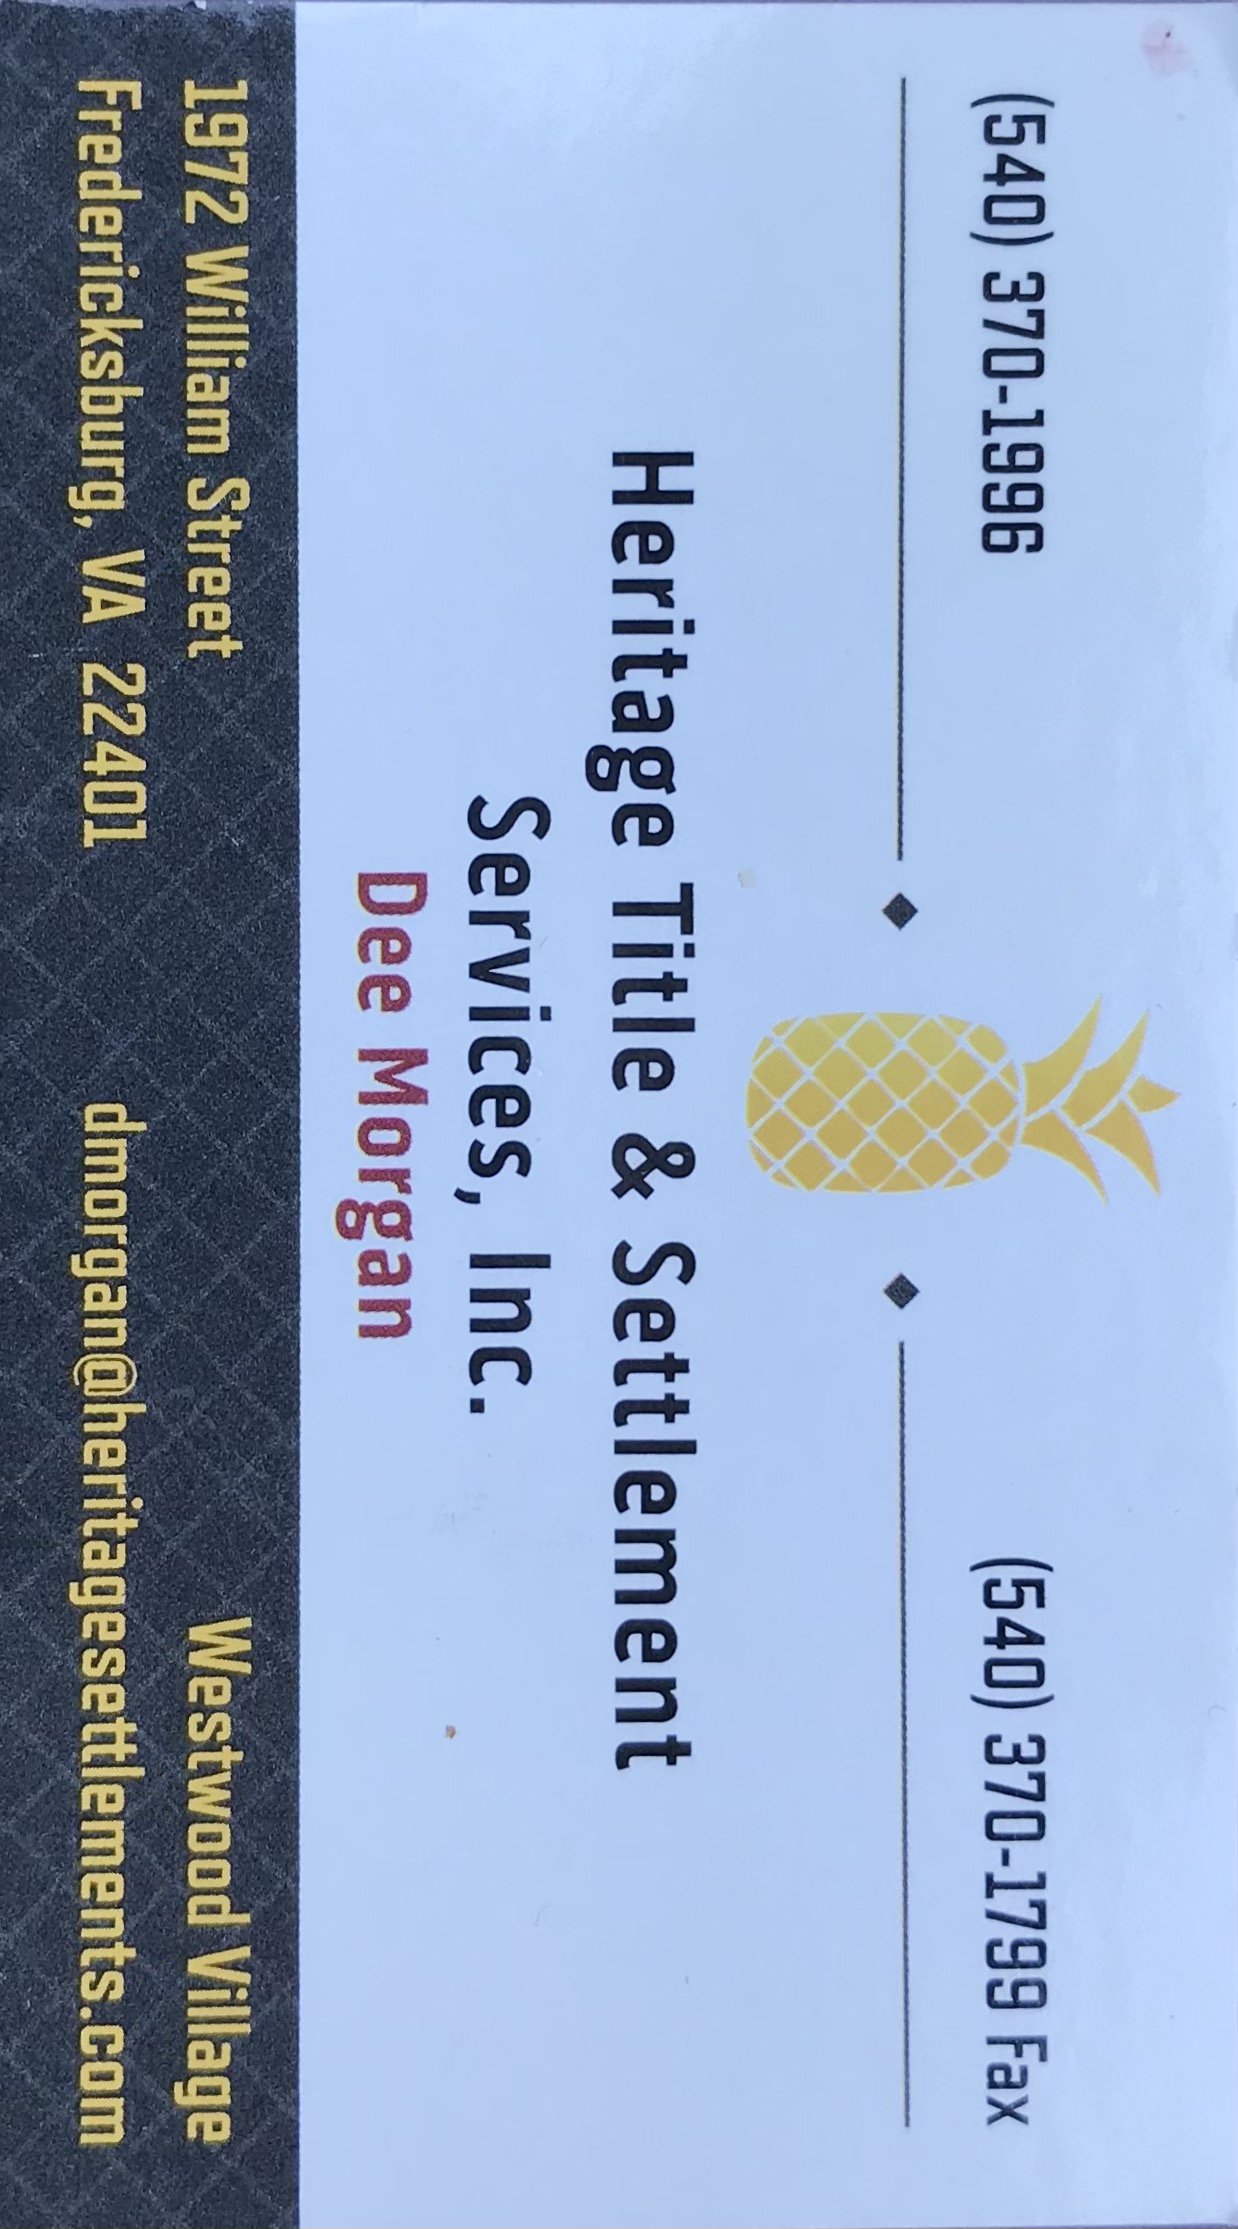 (540) 370-1996 (540) 370-1799 Fax
Heritage Title & Settlement
Services, Inc.
Dee Morgan
1972 William Street Westwood Village
Fredericksburg, VA 22401 dmorgan@heritagesettlements.com